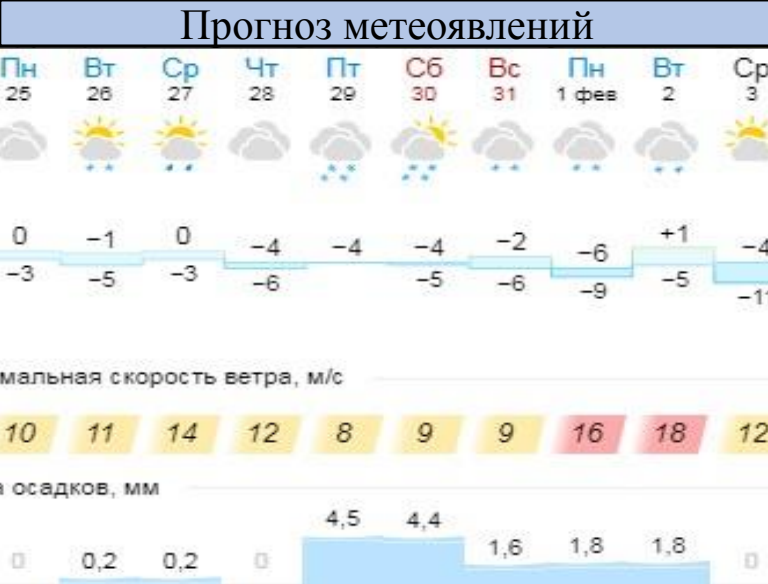 Прогноз метеоявлений
Пн Вт Ср Чт Пт Сб Вс Пн Вт Ср
25 26 27 28 29 30 31 1 фев 2 3
0 −1 0 −4 −4 −4 −2 −6 +1 −4
−3 −5 −3 −6 −5 −6 −9 −5 −11
мальная скорость ветра, м/с
10 11 14 12 8 9 9 16 18 12
а осадков, мм
0 0,2 0,2 0 4,5 4,4 1,6 1,8 1,8 0